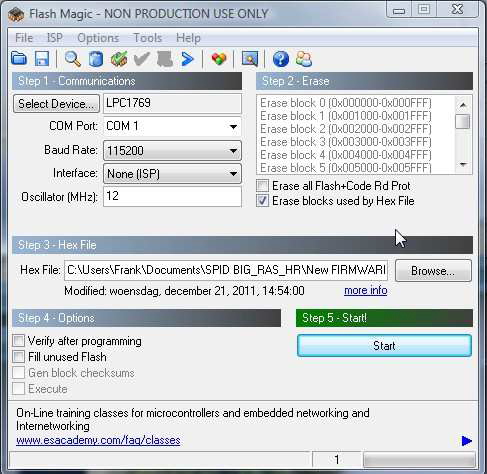 Flash Magic - NON PRODUCTION USE ONLY
File ISP Options Tools Help
Step 1 - Communications
Select Device... LPC1769
COM Port: COM 1
Baud Rate: 115200
Interface: None (ISP)
Oscillator (MHz): 12
Step 2 - Erase
Erase block 0 (0x000000-0x000FFF)
Erase block 1 (0x001000-0x001FFF)
Erase block 2 (0x002000-0x002FFF)
Erase block 3 (0x003000-0x003FFF)
Erase block 4 (0x004000-0x004FFF)
Erase block 5 (0x005000-0x005FFF)
Erase all Flash+Code Rd Prot
Erase blocks used by Hex File
Step 3 - Hex File
Hex File: C:\Users\Frank\Documents\SPID BIG_RAS_HR\New FIRMWARI Browse...
Modified: woensdag, december 21, 2011, 14:54:00 more info
Step 4 - Options
Verify after programming
Fill unused Flash
Gen block checksums
Execute
Step 5 - Start!
Start
On-Line training classes for microcontrollers and embedded networking and
Internetworking
www.esacademy.com/faq/classes
1